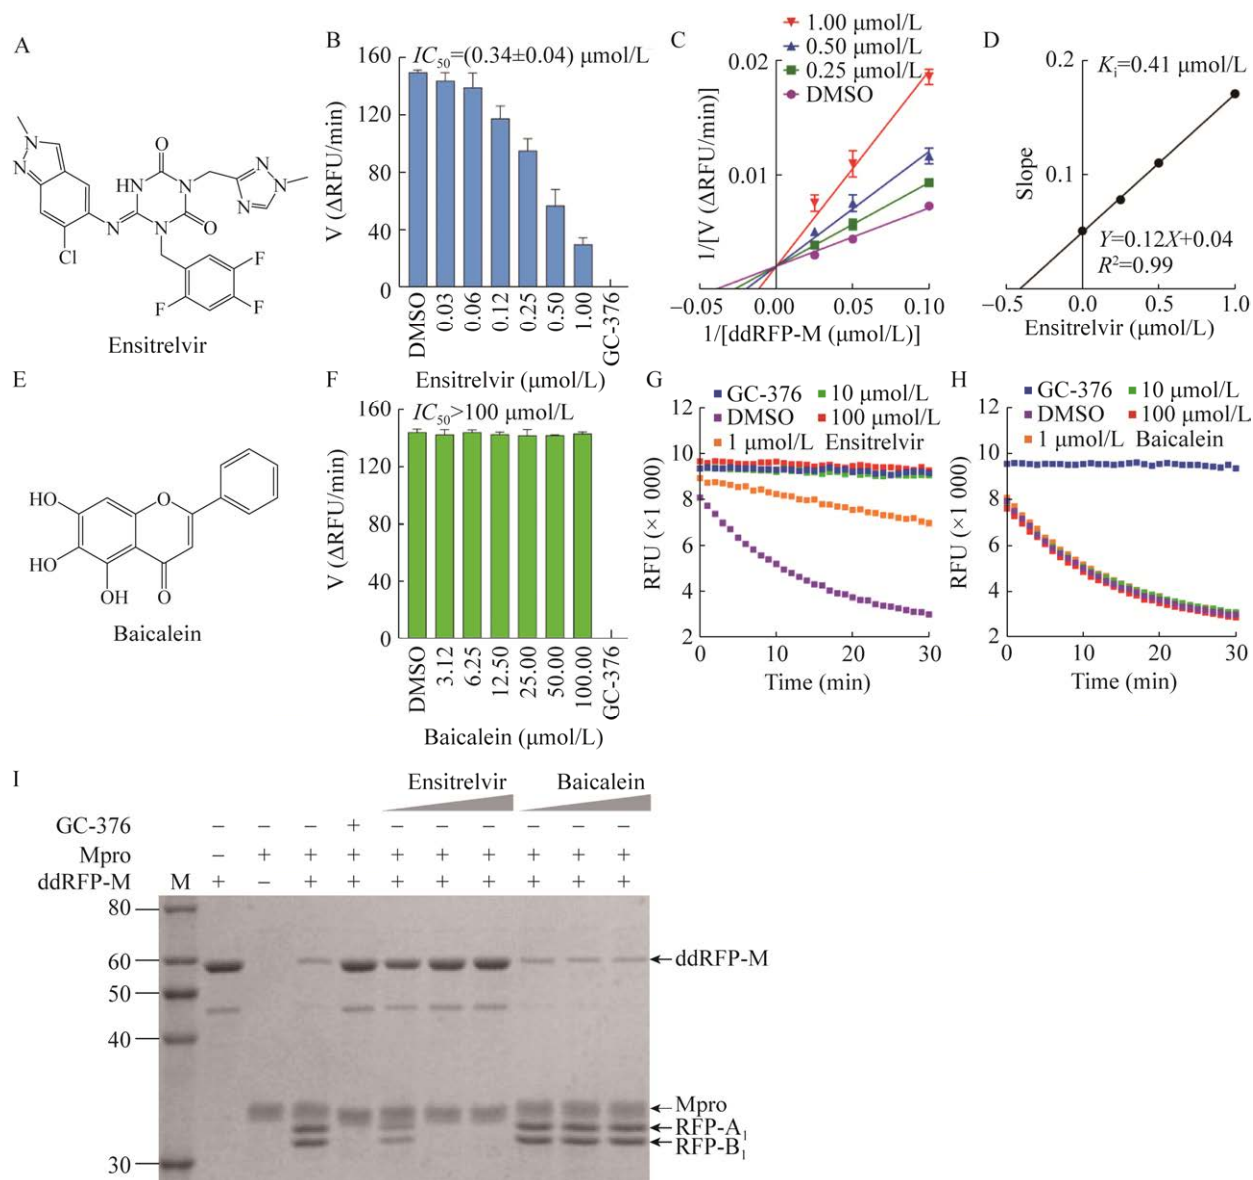 A
N
N
N
Cl
N
HN
O
N
O
N
N
N
N
F
F
F
Ensitrelvir
B
IC50=(0.34±0.04) μmol/L
V (ΔRFU/min)
160
120
80
40
0
DMSO
0.03
0.06
0.12
0.25
0.50
1.00
GC-376
Ensitrelvir (μmol/L)
C
1.00 μmol/L
0.50 μmol/L
0.25 μmol/L
DMSO
1/[V (ΔRFU/min)]
0.02
0.01
−0.05
0.00
0.05
0.10
1/[ddRFP-M (μmol/L)]
D
Ki=0.41 μmol/L
Slope
0.2
0.1
Y=0.12X+0.04
R²=0.99
−0.5
0.0
0.5
1.0
Ensitrelvir (μmol/L)
E
HO
HO
OH
O
O
Baicalein
F
IC50>100 μmol/L
V (ΔRFU/min)
160
120
80
40
0
DMSO
3.12
6.25
12.50
25.00
50.00
100.00
GC-376
Baicalein (μmol/L)
G
GC-376
10 μmol/L
DMSO
100 μmol/L
1 μmol/L Ensitrelvir
RFU (×1 000)
12
10
8
6
4
2
0
10
20
30
Time (min)
H
GC-376
10 μmol/L
DMSO
100 μmol/L
1 μmol/L Baicalein
RFU (×1 000)
12
10
8
6
4
2
0
10
20
30
Time (min)
I
Ensitrelvir
Baicalein
GC-376 − − − + − − − − − −
Mpro − + + + + + + + + +
ddRFP-M M + − + + + + + + + +
80
60
50
40
30
ddRFP-M
Mpro
RFP-A1
RFP-B1